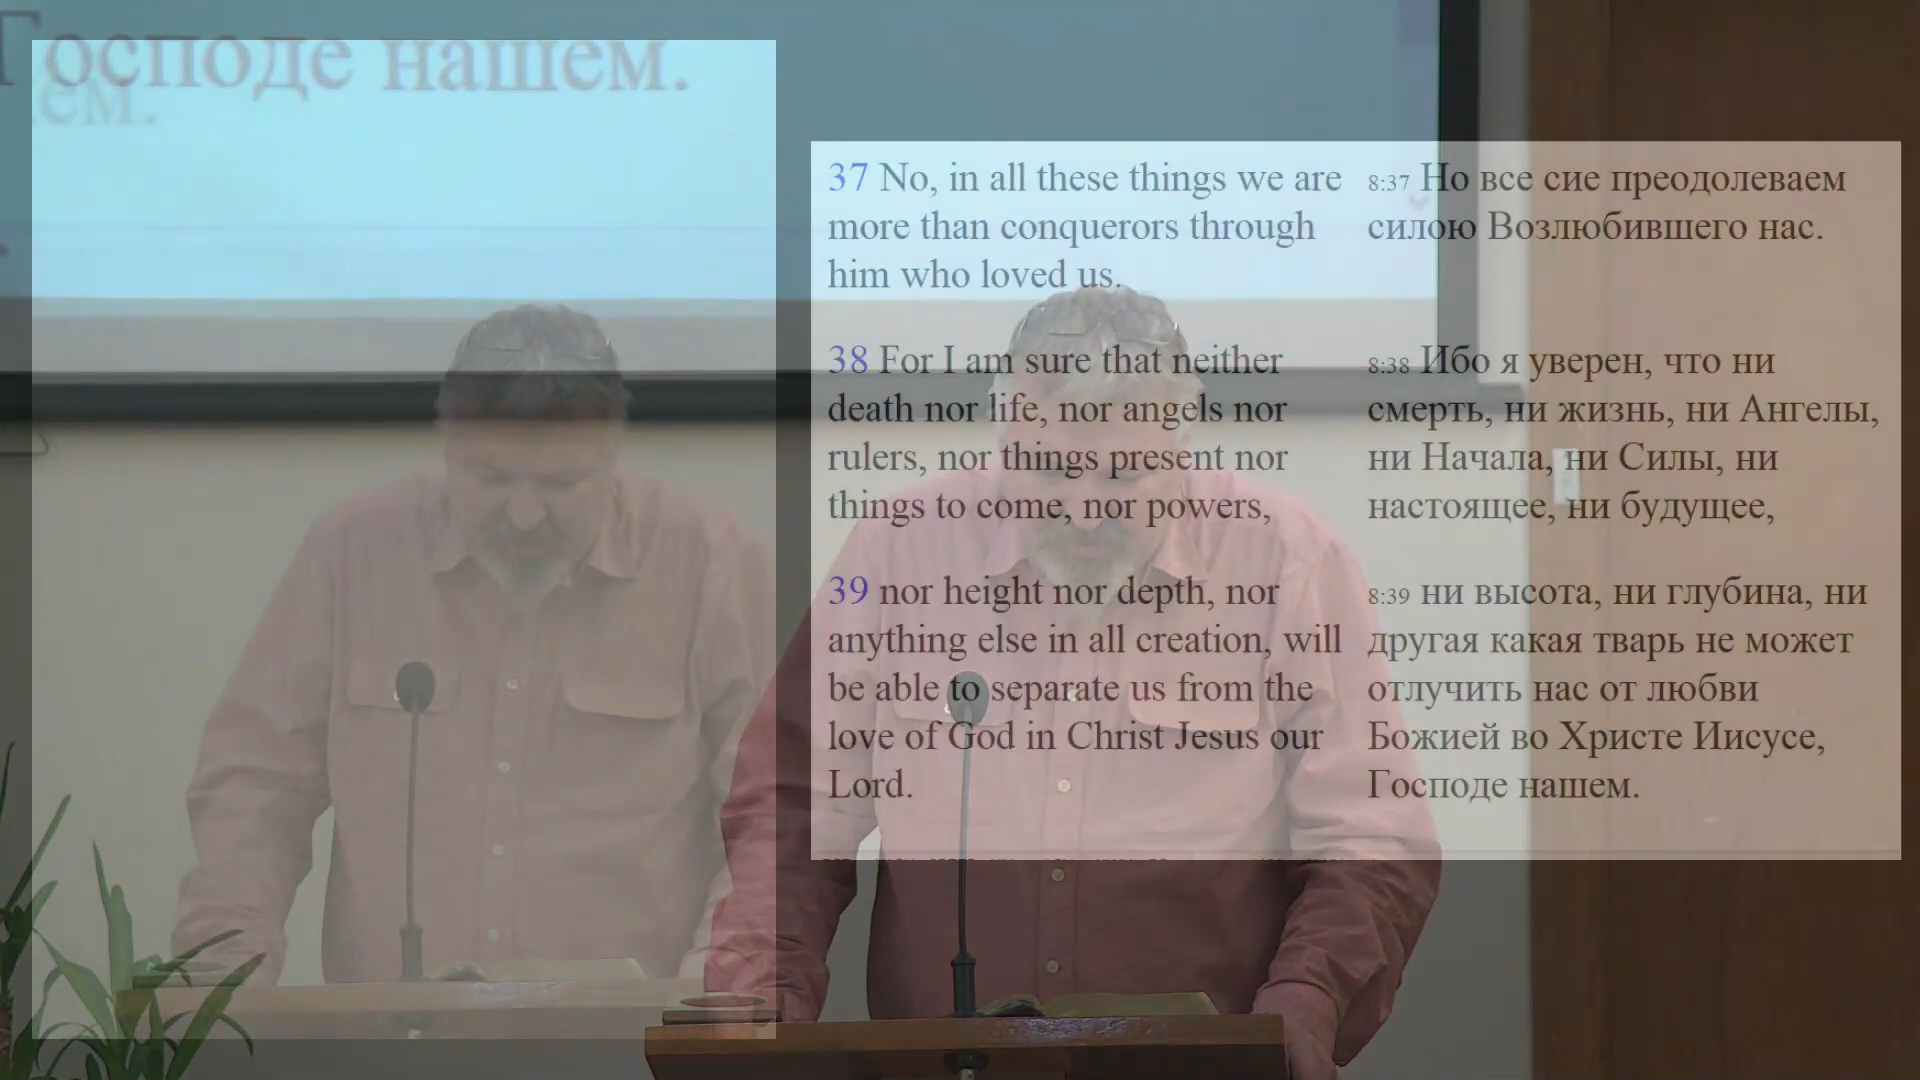 Господе нашем.
ем.
37 No, in all these things we are
more than conquerors through
him who loved us.
38 For I am sure that neither
death nor life, nor angels nor
rulers, nor things present nor
things to come, nor powers,
39 nor height nor depth, nor
anything else in all creation, will
be able to separate us from the
love of God in Christ Jesus our
Lord.
8:37 Но все сие преодолеваем
силою Возлюбившего нас.
8:38 Ибо я уверен, что ни
смерть, ни жизнь, ни Ангелы,
ни Начала, ни Силы, ни
настоящее, ни будущее,
8:39 ни высота, ни глубина, ни
другая какая тварь не может
отлучить нас от любви
Божией во Христе Иисусе,
Господе нашем.